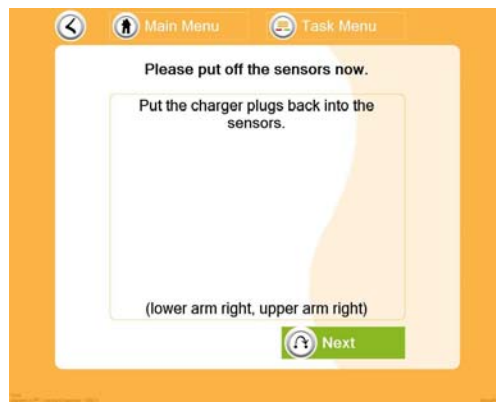 Main Menu
Task Menu
Please put off the sensors now.
Put the charger plugs back into the
sensors.
(lower arm right, upper arm right)
Next